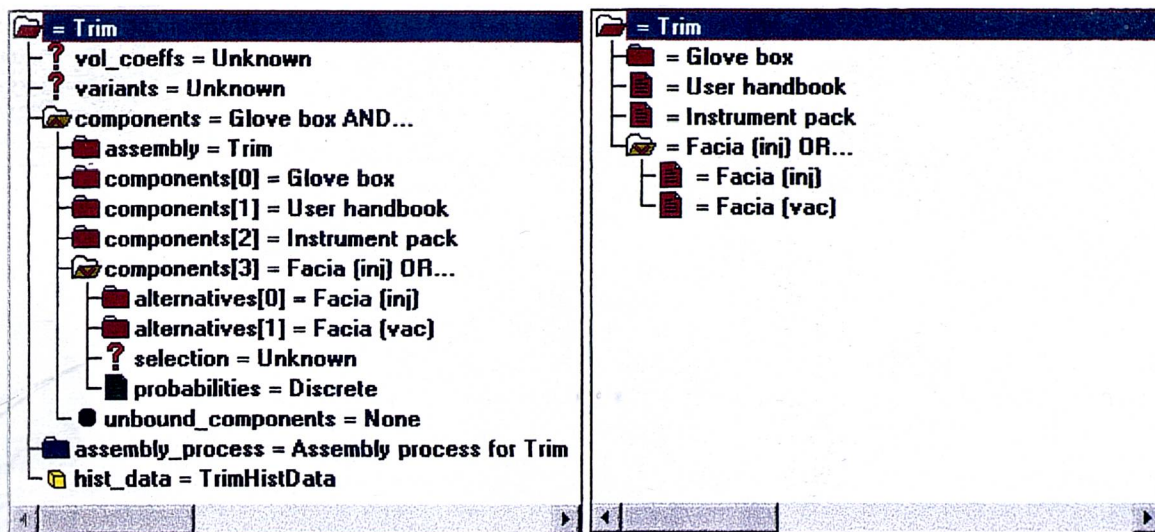 = Trim
? vol_coeffs = Unknown
? variants = Unknown
components = Glove box AND...
assembly = Trim
components[0] = Glove box
components[1] = User handbook
components[2] = Instrument pack
components[3] = Facia (inj) OR...
alternatives[0] = Facia (inj)
alternatives[1] = Facia (vac)
? selection = Unknown
probabilities = Discrete
unbound_components = None
assembly_process = Assembly process for Trim
hist_data = TrimHistData
= Trim
= Glove box
= User handbook
= Instrument pack
= Facia (inj) OR...
= Facia (inj)
= Facia (vac)